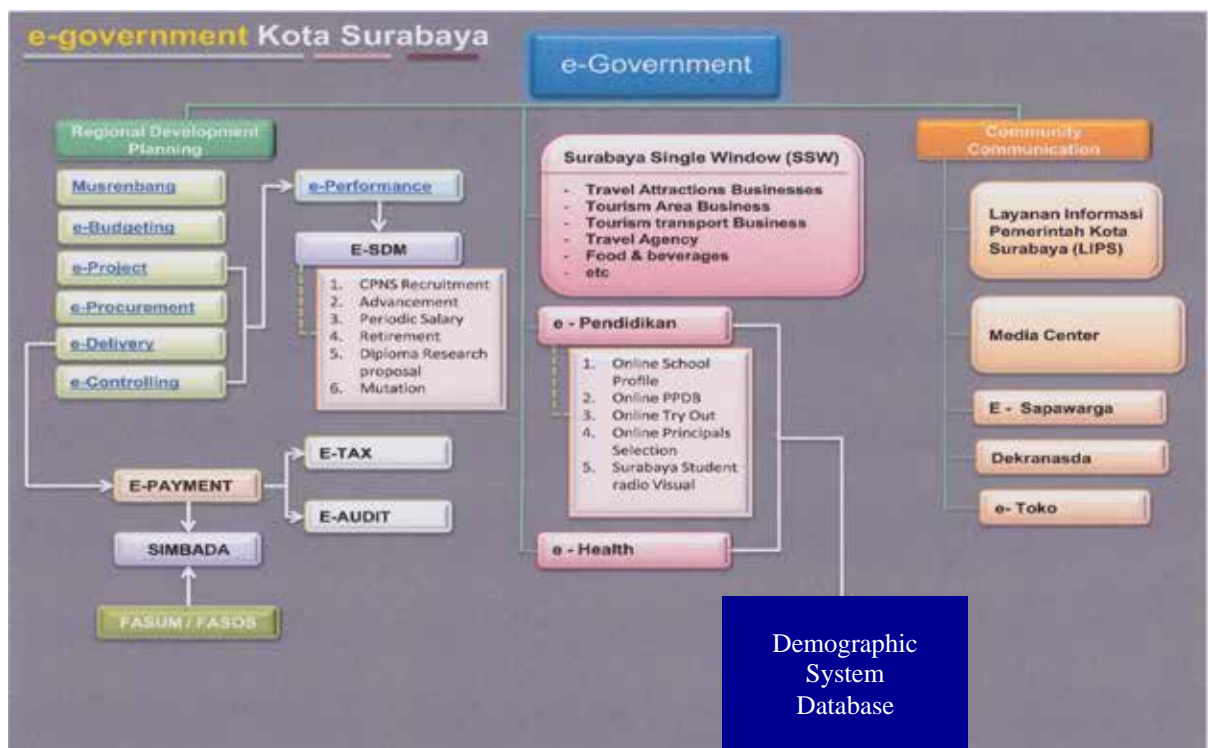 e-government Kota Surabaya
e-Government
Regional Development
Planning
Musrenbang
e-Budgeting
e-Project
e-Procurement
e-Delivery
e-Controlling
e-Performance
E-SDM
1. CPNS Recruitment
2. Advancement
3. Periodic Salary
4. Retirement
5. Diploma Research
proposal
6. Mutation
E-PAYMENT
E-TAX
E-AUDIT
SIMBADA
FASUM / FASOS
Surabaya Single Window (SSW)
- Travel Attractions Businesses
- Tourism Area Business
- Tourism transport Business
- Travel Agency
- Food & beverages
- etc
e - Pendidikan
1. Online School
Profile
2. Online PPDB
3. Online Try Out
4. Online Principals
Selection
5. Surabaya Student
radio Visual
e - Health
Demographic
System
Database
Community
Communication
Layanan Informasi
Pemerintah Kota
Surabaya (LIPS)
Media Center
E - Sapawarga
Dekranasda
e- Toko